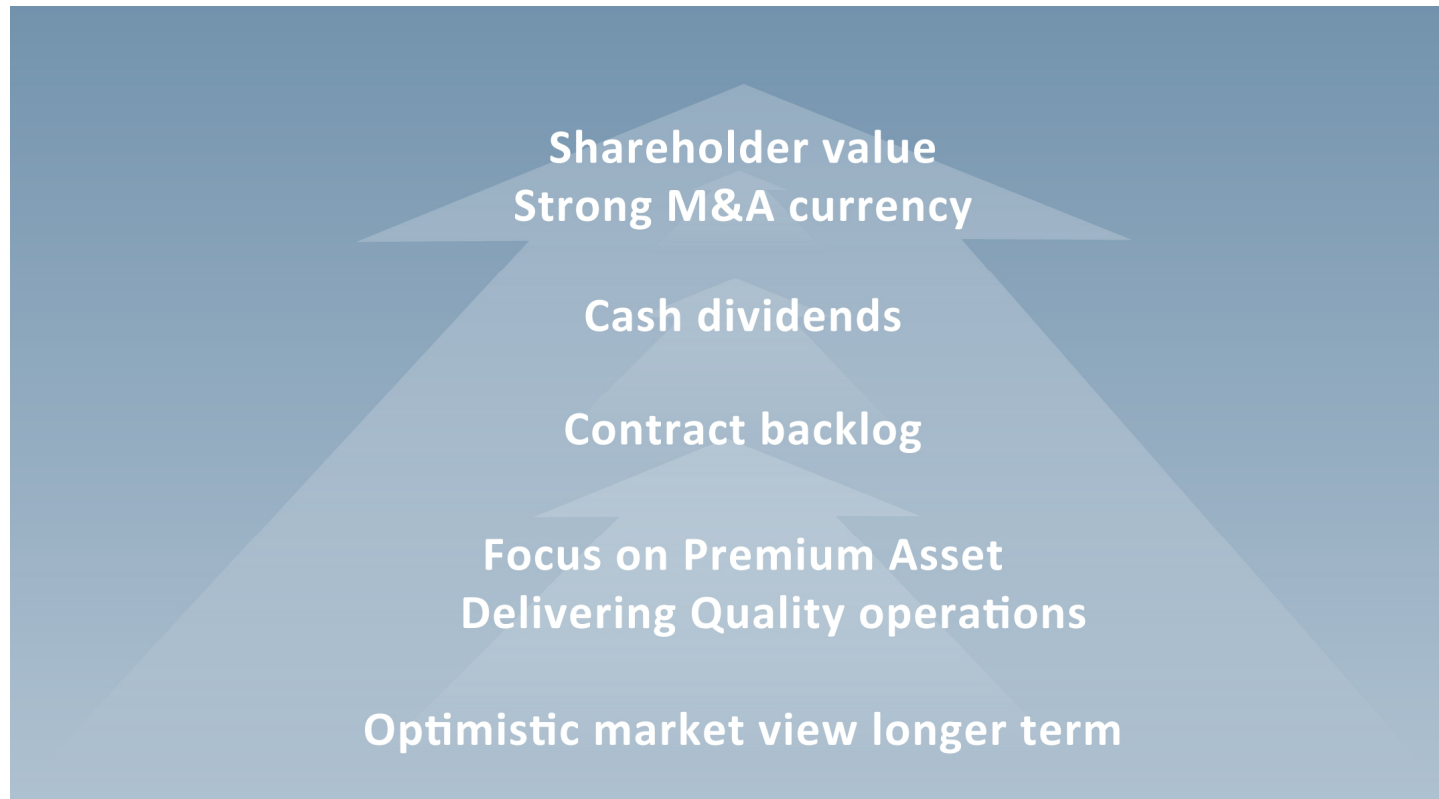 Shareholder value
Strong M&A currency
Cash dividends
Contract backlog
Focus on Premium Asset
Delivering Quality operations
Optimistic market view longer term